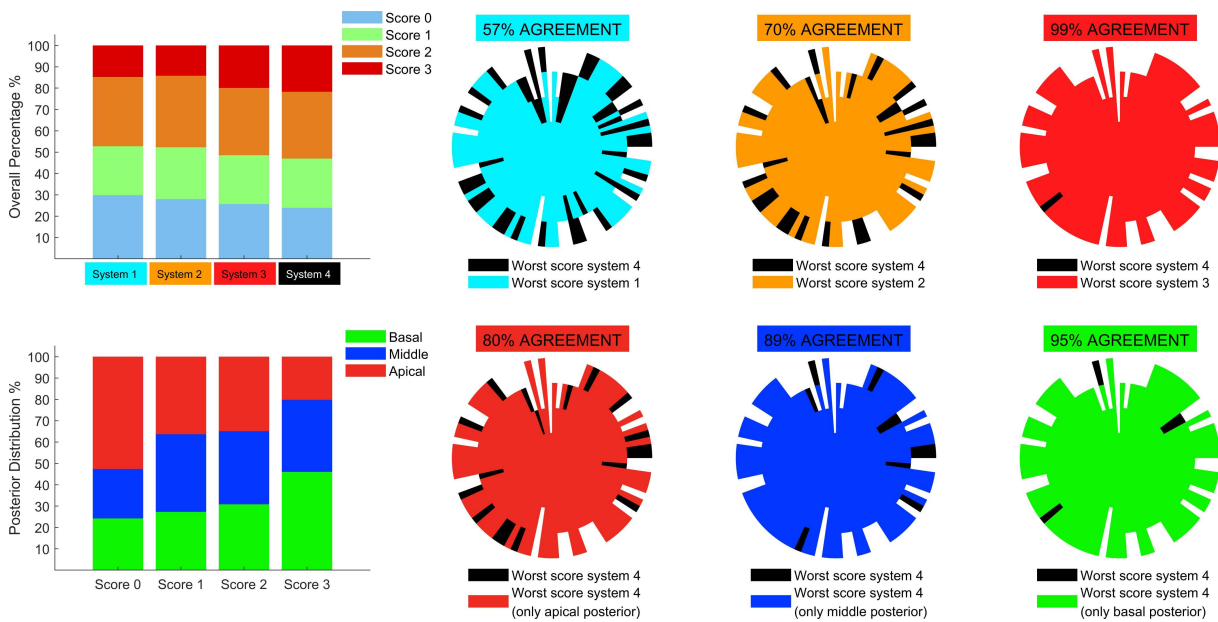 Score 0
Score 1
Score 2
Score 3
Overall Percentage %
100
90
80
70
60
50
40
30
20
10
System 1
System 2
System 3
System 4
57% AGREEMENT
Worst score system 4
Worst score system 1
70% AGREEMENT
Worst score system 4
Worst score system 2
99% AGREEMENT
Worst score system 4
Worst score system 3
Basal
Middle
Apical
Posterior Distribution %
100
90
80
70
60
50
40
30
20
10
Score 0
Score 1
Score 2
Score 3
80% AGREEMENT
Worst score system 4
Worst score system 4
(only apical posterior)
89% AGREEMENT
Worst score system 4
Worst score system 4
(only middle posterior)
95% AGREEMENT
Worst score system 4
Worst score system 4
(only basal posterior)